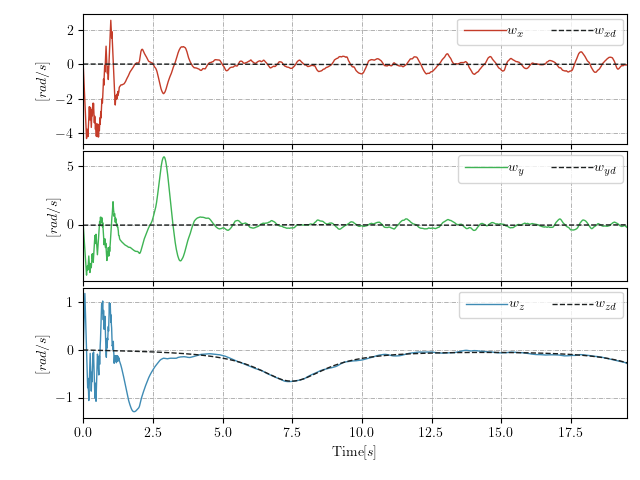 w_x w_xd
2
0
−2
−4
[rad/s]
w_y w_yd
5
0
[rad/s]
w_z w_zd
1
0
−1
[rad/s]
0.0 2.5 5.0 7.5 10.0 12.5 15.0 17.5
Time[s]